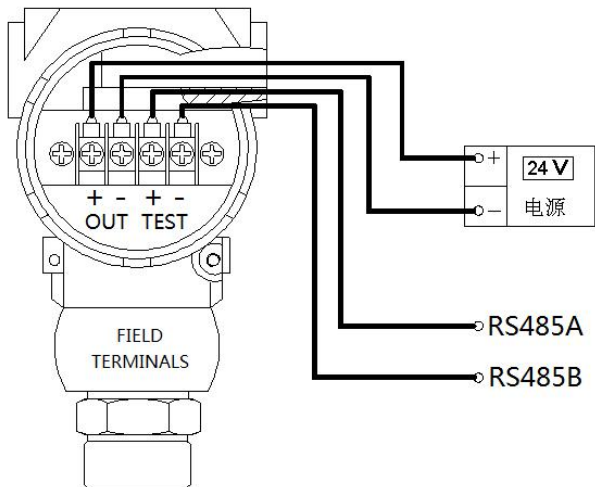 + - + -
OUT TEST
FIELD
TERMINALS
+ 24 V
- 电源
RS485A
RS485B